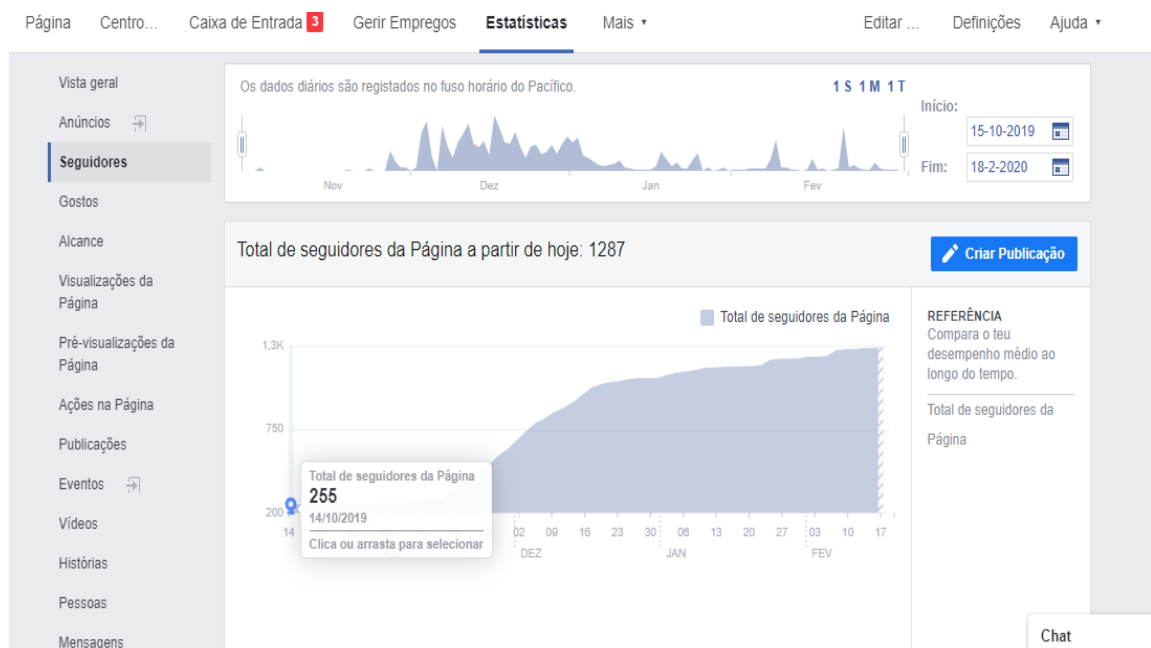 Página Centro… Caixa de Entrada 3 Gerir Empregos Estatísticas Mais Editar … Definições Ajuda
Vista geral
Anúncios
Seguidores
Gostos
Alcance
Visualizações da
Página
Pré-visualizações da
Página
Ações na Página
Publicações
Eventos
Vídeos
Histórias
Pessoas
Mensagens
Os dados diários são registados no fuso horário do Pacífico.
1 S 1 M 1 T
Nov Dez Jan Fev
Início:
15-10-2019
Fim:
18-2-2020
Total de seguidores da Página a partir de hoje: 1287
Criar Publicação
Total de seguidores da Página
1,3K
750
200
Total de seguidores da Página
255
14/10/2019
Clica ou arrasta para selecionar
14 02 09 16 23 30 06 13 20 27 03 10 17
DEZ JAN FEV
REFERÊNCIA
Compara o teu
desempenho médio ao
longo do tempo.
Total de seguidores da
Página
Chat